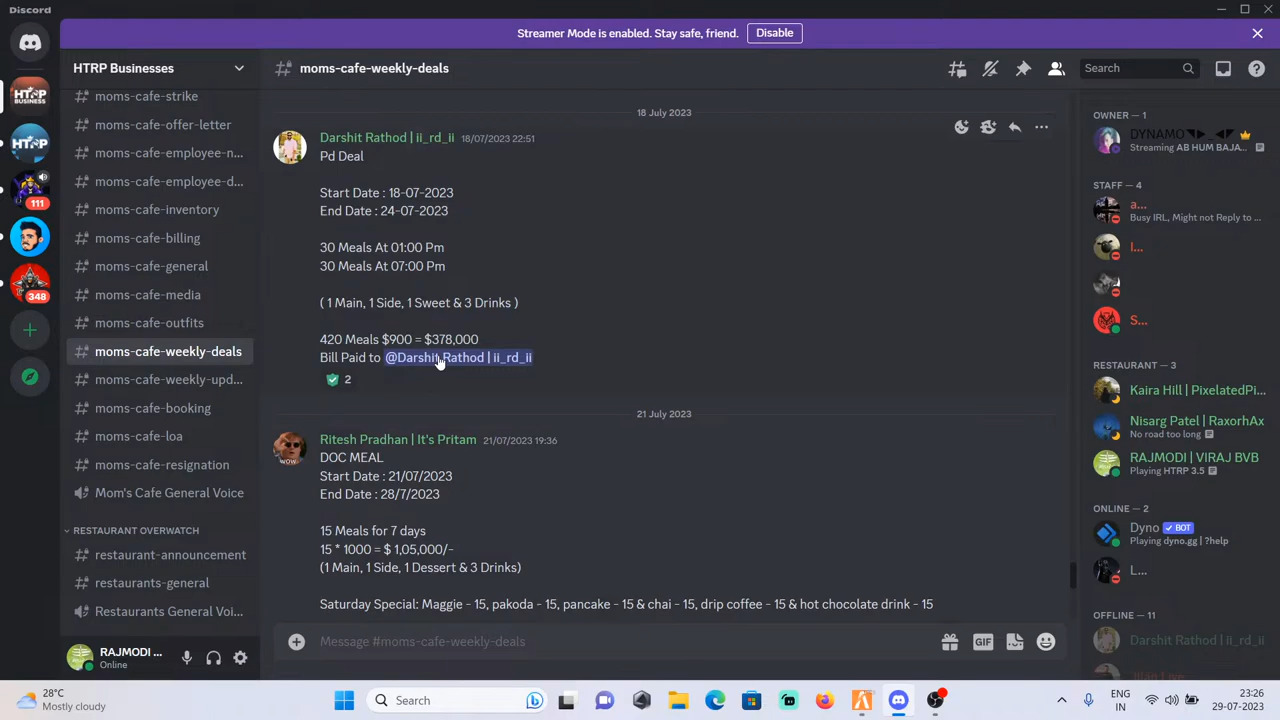 Discord
Streamer Mode is enabled. Stay safe, friend.
Disable
HTRP Businesses
moms-cafe-weekly-deals
Search
HTRP
BUSINESS
HTRP
111
348
moms-cafe-strike
moms-cafe-offer-letter
moms-cafe-employee-n...
moms-cafe-employee-d...
moms-cafe-inventory
moms-cafe-billing
moms-cafe-general
moms-cafe-media
moms-cafe-outfits
moms-cafe-weekly-deals
moms-cafe-weekly-upd...
moms-cafe-booking
moms-cafe-loa
moms-cafe-resignation
Mom's Cafe General Voice
RESTAURANT OVERWATCH
restaurant-announcement
restaurants-general
Restaurants General Voi...
RAJMODI ...
Online
18 July 2023
Darshit Rathod | ii_rd_ii 18/07/2023 22:51
Pd Deal
Start Date : 18-07-2023
End Date : 24-07-2023
30 Meals At 01:00 Pm
30 Meals At 07:00 Pm
( 1 Main, 1 Side, 1 Sweet & 3 Drinks )
420 Meals $900 = $378,000
Bill Paid to @Darshit Rathod | ii_rd_ii
2
21 July 2023
Ritesh Pradhan | It's Pritam 21/07/2023 19:36
WOW
DOC MEAL
Start Date : 21/07/2023
End Date : 28/7/2023
15 Meals for 7 days
15 * 1000 = $ 1,05,000/-
(1 Main, 1 Side, 1 Dessert & 3 Drinks)
Saturday Special: Maggie - 15, pakoda - 15, pancake - 15 & chai - 15, drip coffee - 15 & hot chocolate drink - 15
Message #moms-cafe-weekly-deals
GIF
OWNER — 1
DYNAMO
Streaming AB HUM BAJA...
STAFF — 4
a...
Busy IRL, Might not Reply to ...
I...
S...
RESTAURANT — 3
Kaira Hill | PixelatedPi...
Nisarg Patel | RaxorhAx
No road too long
RAJMODI | VIRAJ BVB
Playing HTRP 3.5
ONLINE — 2
Dyno BOT
Playing dyno.gg | ?help
L...
OFFLINE — 11
Darshit Rathod | ii_rd_ii
28°C
Mostly cloudy
Search
ENG
IN
23:26
29-07-2023